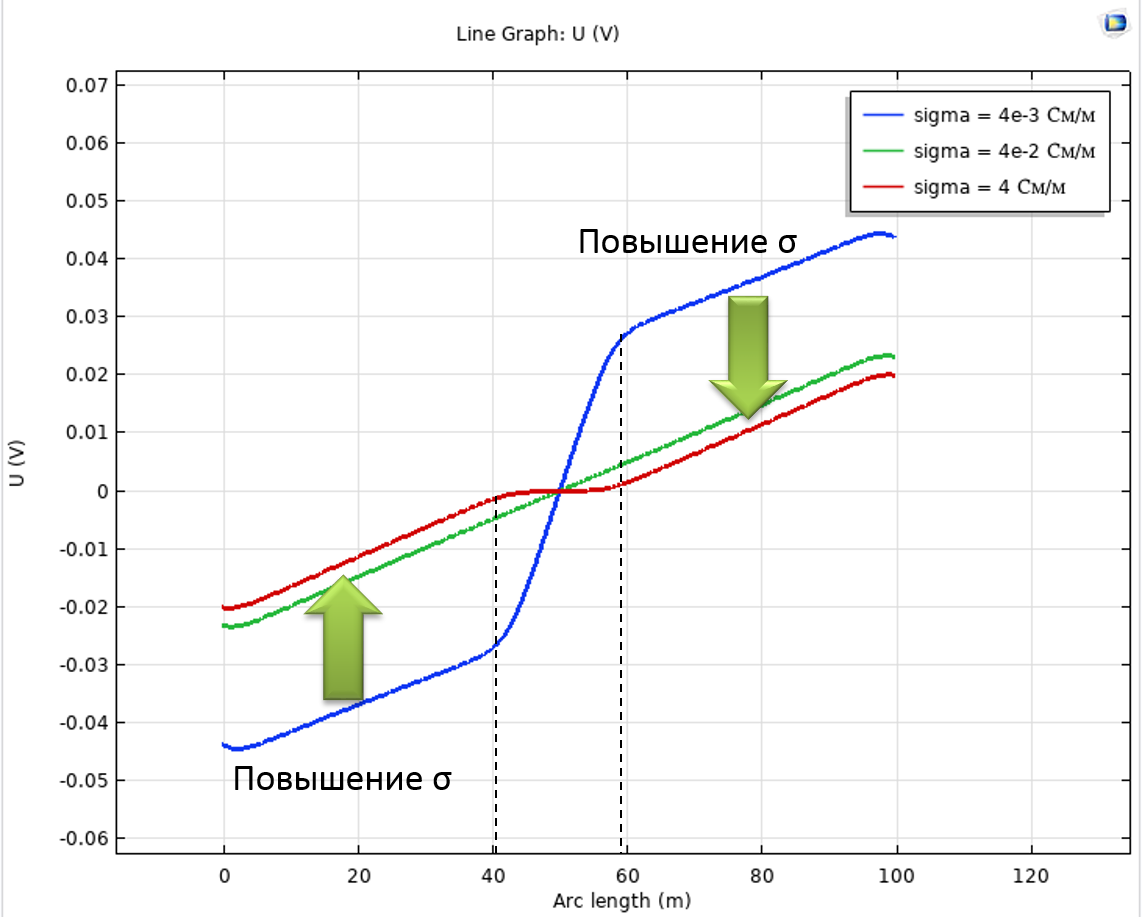 Line Graph: U (V)
0.07
0.06
0.05
0.04
0.03
0.02
0.01
0
-0.01
-0.02
-0.03
-0.04
-0.05
-0.06
U (V)
sigma = 4e-3 См/м
sigma = 4e-2 См/м
sigma = 4 См/м
Повышение σ
Повышение σ
0 20 40 60 80 100 120
Arc length (m)